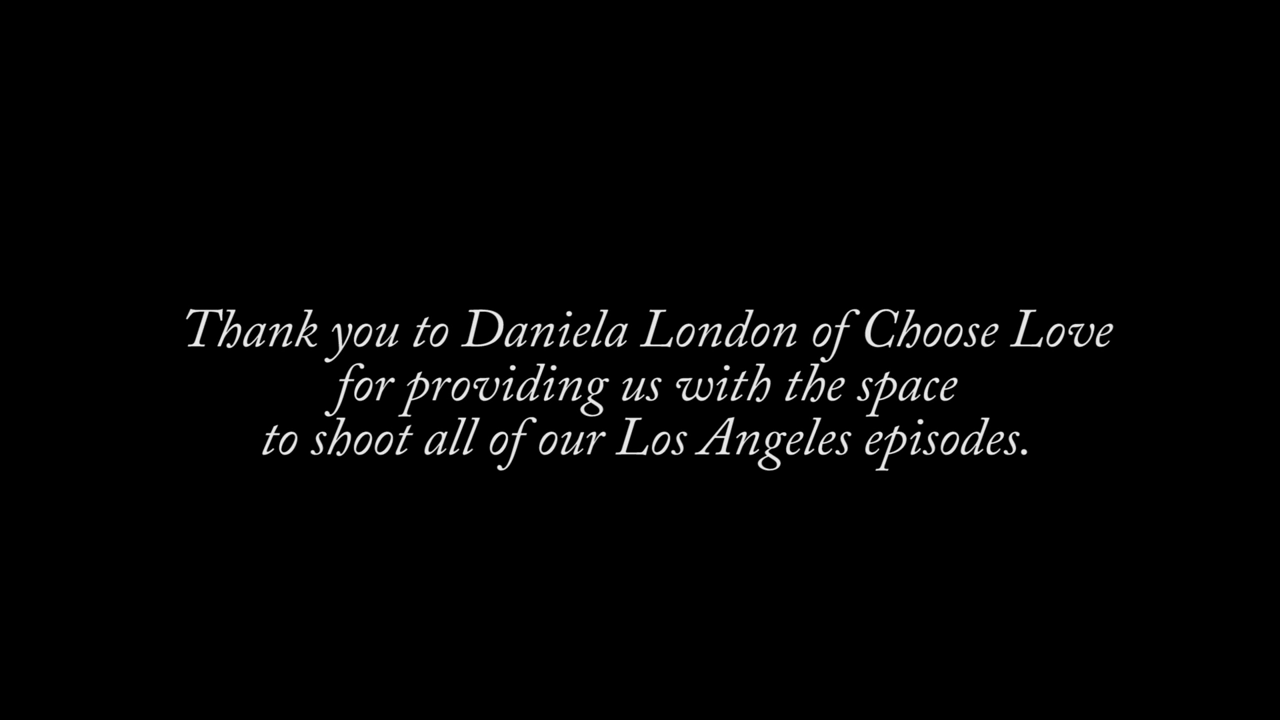 Thank you to Daniela London of Choose Love
for providing us with the space
to shoot all of our Los Angeles episodes.